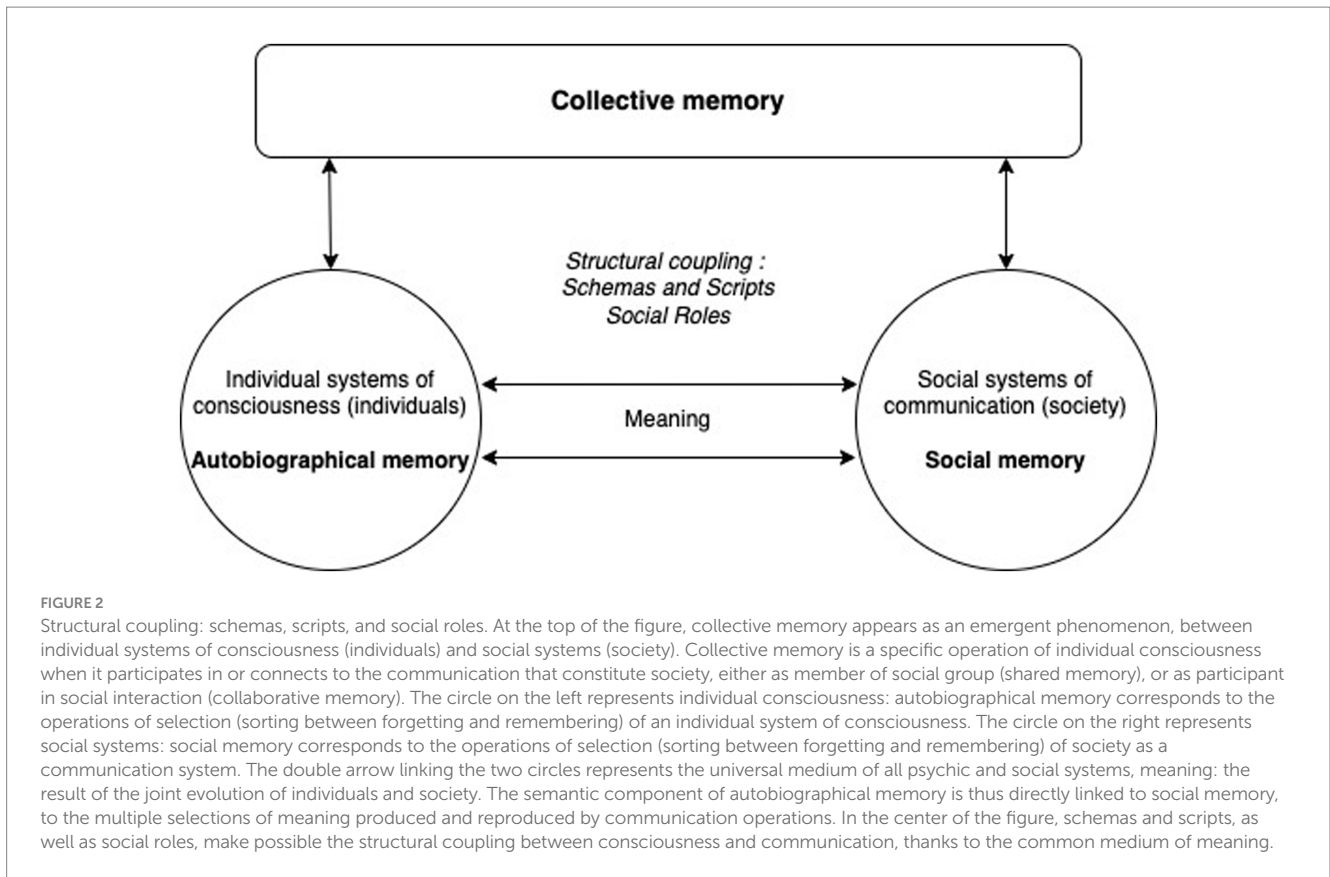 Collective memory
Structural coupling :
Schemas and Scripts
Social Roles
Individual systems of
consciousness (individuals)
Autobiographical memory
Meaning
Social systems of
communication (society)
Social memory
FIGURE 2
Structural coupling: schemas, scripts, and social roles. At the top of the figure, collective memory appears as an emergent phenomenon, between
individual systems of consciousness (individuals) and social systems (society). Collective memory is a specific operation of individual consciousness
when it participates in or connects to the communication that constitute society, either as member of social group (shared memory), or as participant
in social interaction (collaborative memory). The circle on the left represents individual consciousness: autobiographical memory corresponds to the
operations of selection (sorting between forgetting and remembering) of an individual system of consciousness. The circle on the right represents
social systems: social memory corresponds to the operations of selection (sorting between forgetting and remembering) of society as a
communication system. The double arrow linking the two circles represents the universal medium of all psychic and social systems, meaning: the
result of the joint evolution of individuals and society. The semantic component of autobiographical memory is thus directly linked to social memory,
to the multiple selections of meaning produced and reproduced by communication operations. In the center of the figure, schemas and scripts, as
well as social roles, make possible the structural coupling between consciousness and communication, thanks to the common medium of meaning.